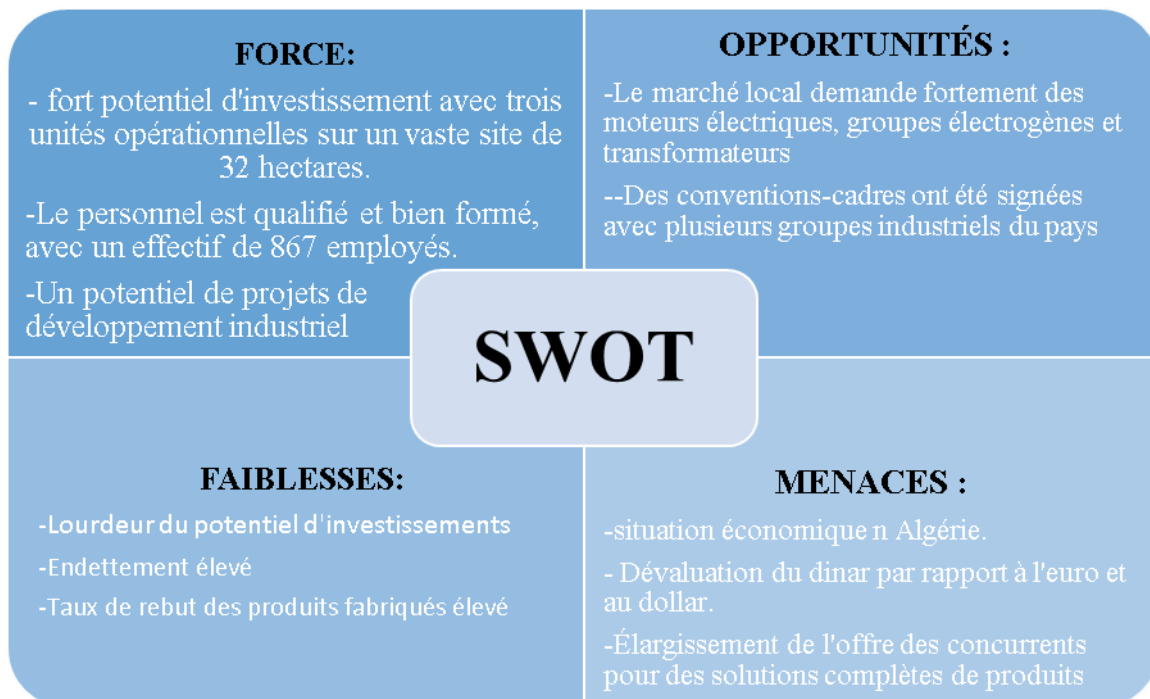 FORCE:
- fort potentiel d'investissement avec trois
unités opérationnelles sur un vaste site de
32 hectares.
-Le personnel est qualifié et bien formé,
avec un effectif de 867 employés.
-Un potentiel de projets de
développement industriel
OPPORTUNITÉS :
-Le marché local demande fortement des
moteurs électriques, groupes électrogènes et
transformateurs
--Des conventions-cadres ont été signées
avec plusieurs groupes industriels du pays
SWOT
FAIBLESSES:
-Lourdeur du potentiel d'investissements
-Endettement élevé
-Taux de rebut des produits fabriqués élevé
MENACES :
-situation économique n Algérie.
- Dévaluation du dinar par rapport à l'euro et
au dollar.
-Élargissement de l'offre des concurrents
pour des solutions complètes de produits